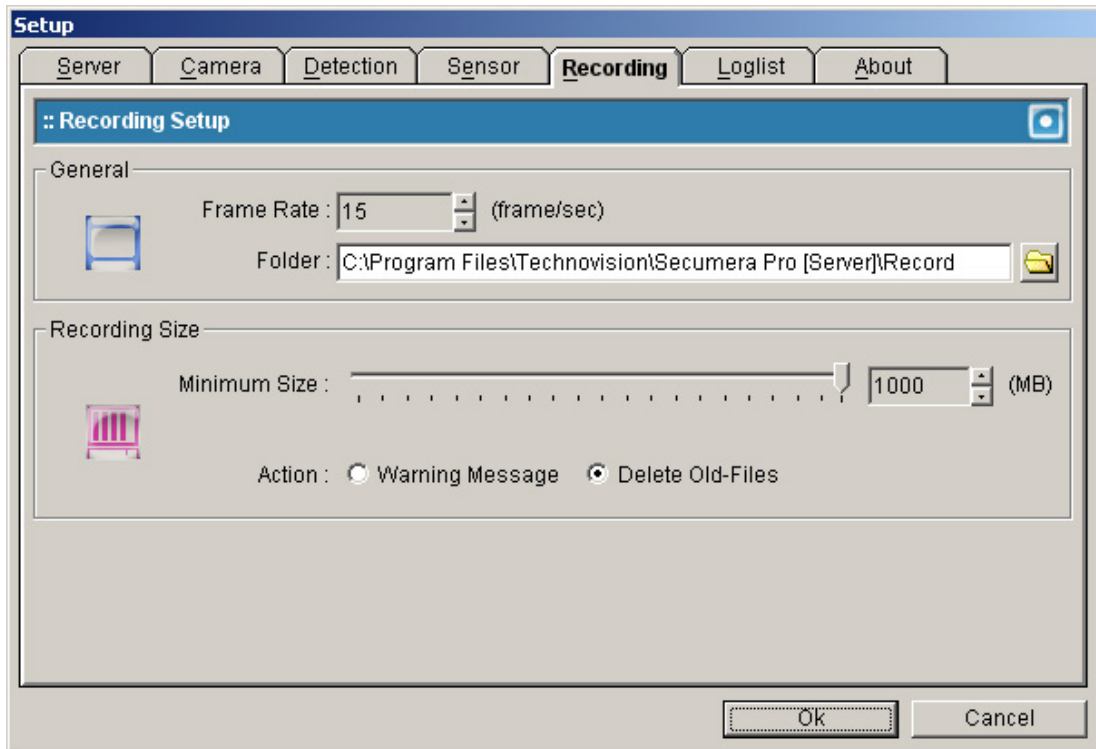 Setup
Server Camera Detection Sensor Recording Loglist About
:: Recording Setup
General
Frame Rate : 15 (frame/sec)
Folder : C:\Program Files\Technovision\Secumera Pro [Server]\Record
Recording Size
Minimum Size : 1000 (MB)
Action : Warning Message Delete Old-Files
Ok Cancel